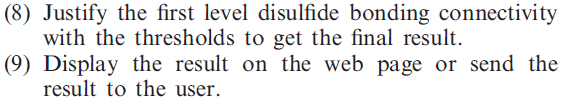 (8) Justify the first level disulfide bonding connectivity
with the thresholds to get the final result.
(9) Display the result on the web page or send the
result to the user.